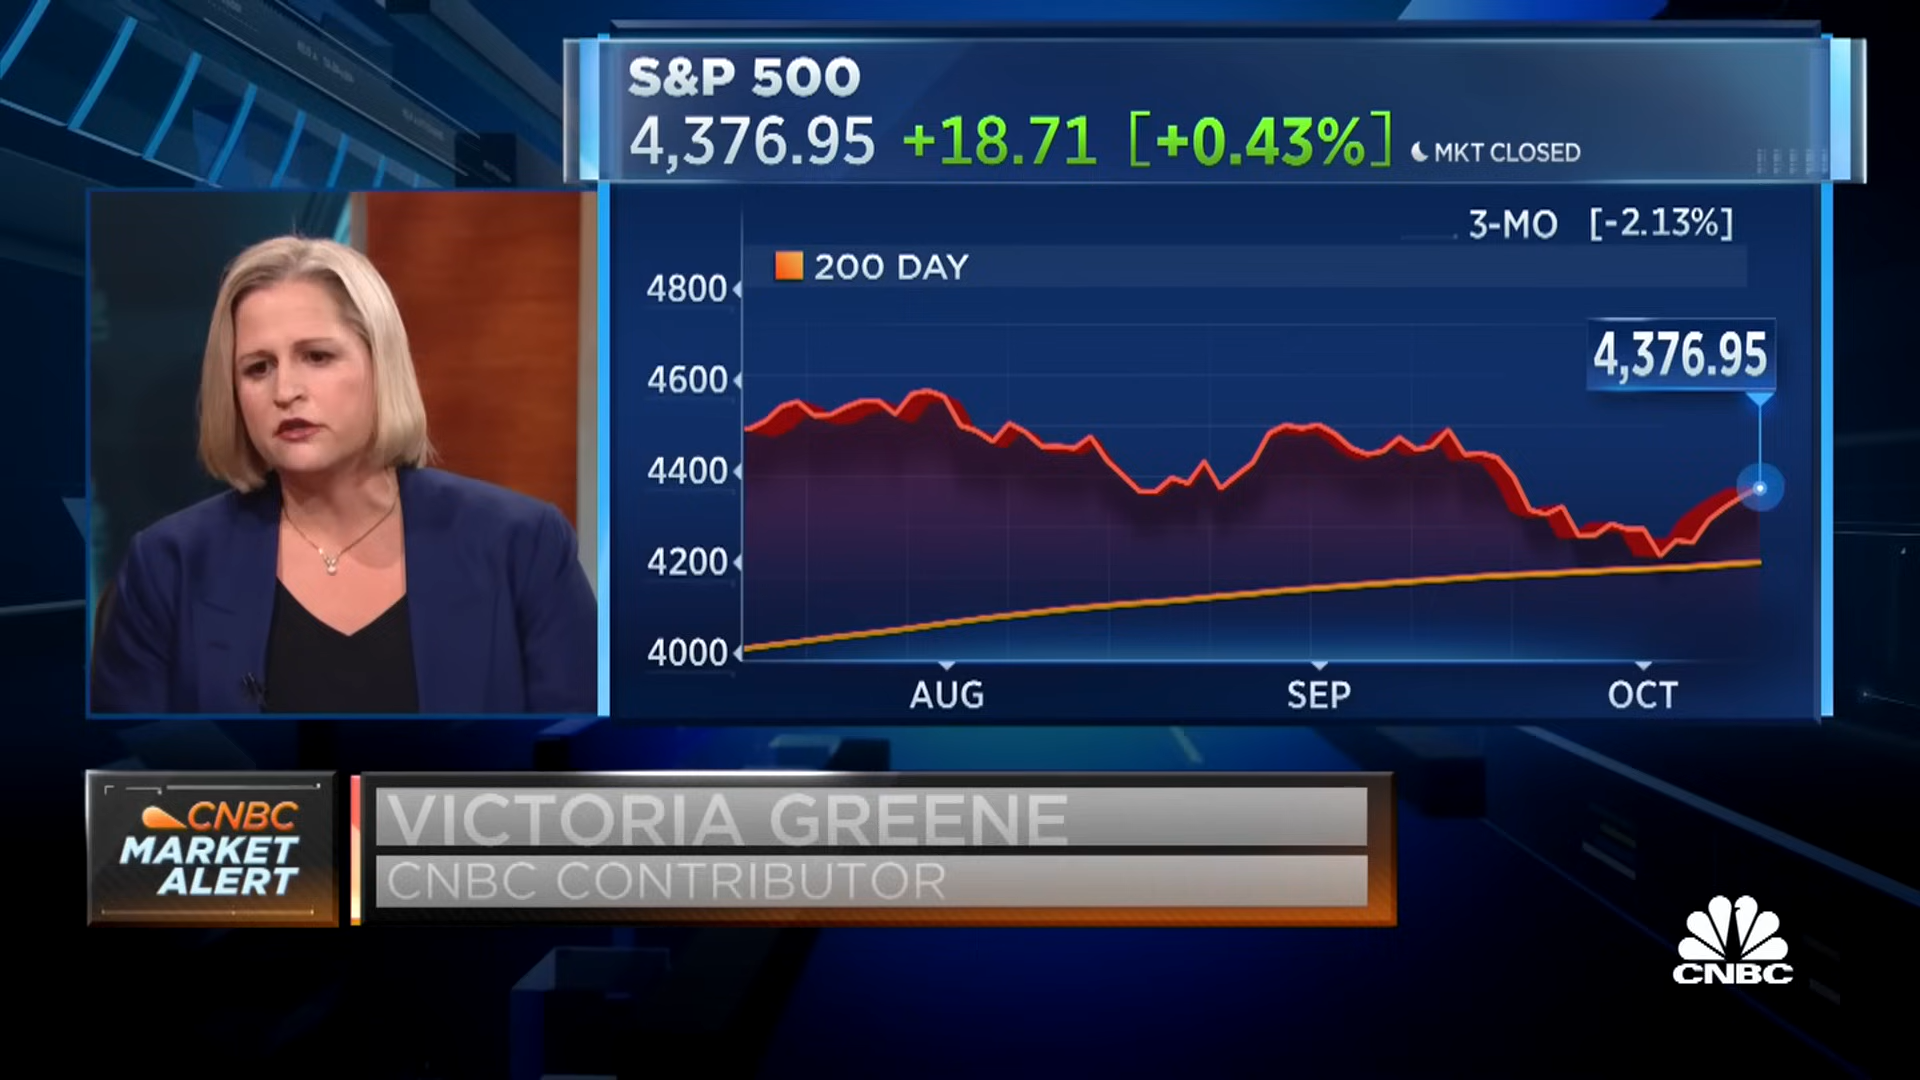 S&P 500
4,376.95 +18.71 [+0.43%] MKT CLOSED
3-MO [-2.13%]
200 DAY
4800
4600
4400
4200
4000
4,376.95
AUG SEP OCT
CNBC
MARKET
ALERT
VICTORIA GREENE
CNBC CONTRIBUTOR
CNBC